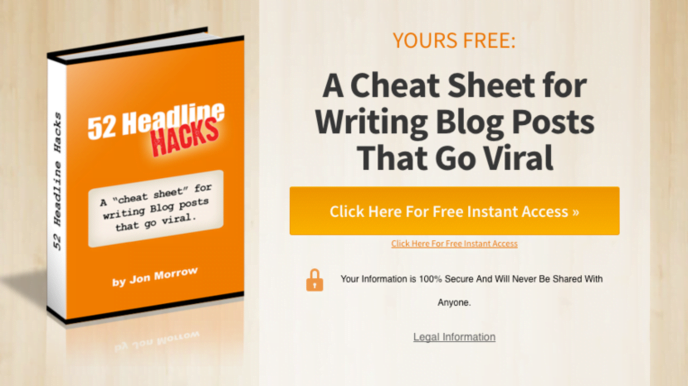 52 Headline Hacks
52 Headline
HACKS
A "cheat sheet" for
writing Blog posts
that go viral.
by Jon Morrow
YOURS FREE:
A Cheat Sheet for
Writing Blog Posts
That Go Viral
Click Here For Free Instant Access »
Click Here For Free Instant Access
Your Information is 100% Secure And Will Never Be Shared With
Anyone.
Legal Information